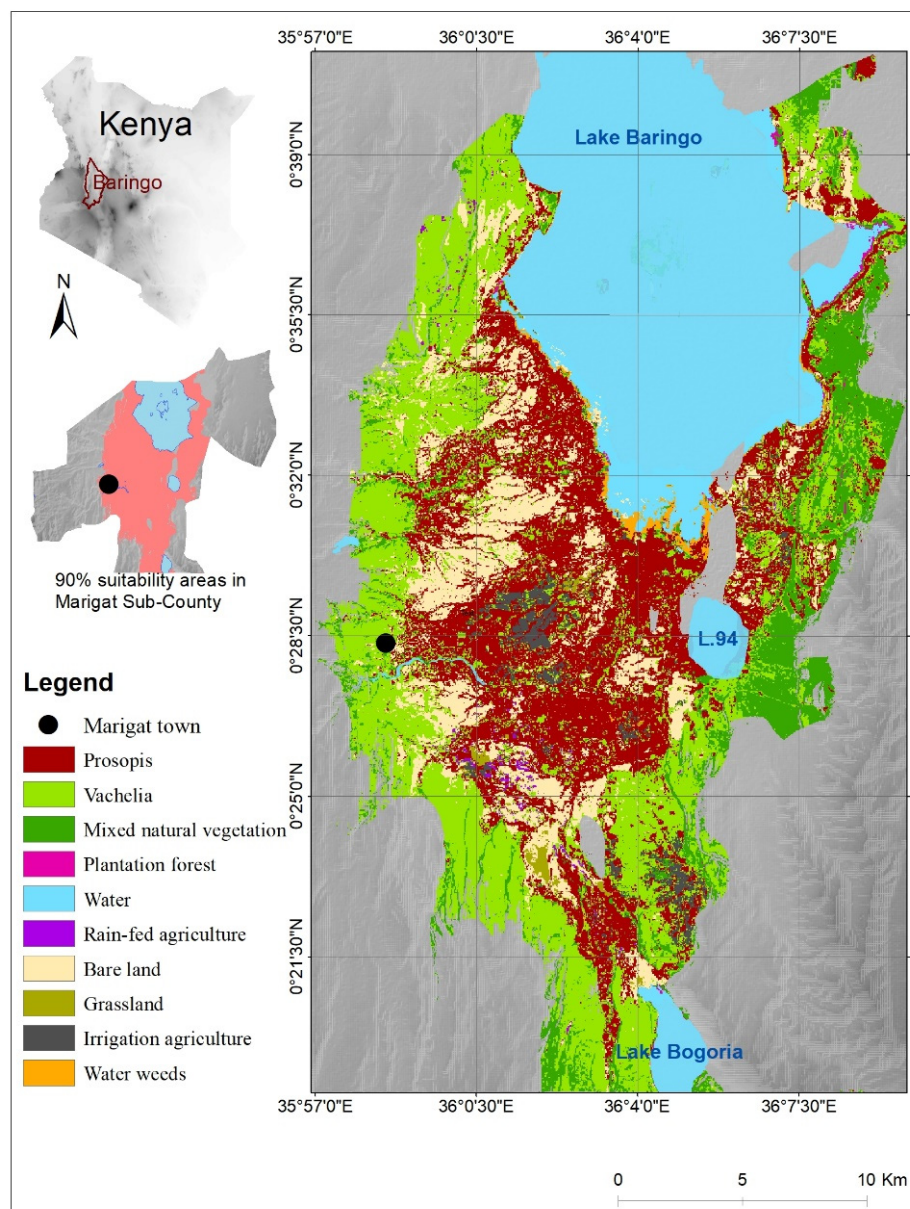 Kenya
Baringo
N
90% suitability areas in
Marigat Sub-County
Legend
Marigat town
Prosopis
Vachelia
Mixed natural vegetation
Plantation forest
Water
Rain-fed agriculture
Bare land
Grassland
Irrigation agriculture
Water weeds
35°57'0"E
36°0'30"E
36°4'0"E
36°7'30"E
0°39'0"N
0°35'30"N
0°32'0"N
0°28'30"N
0°25'0"N
0°21'30"N
Lake Baringo
L.94
Lake Bogoria
35°57'0"E
36°0'30"E
36°4'0"E
36°7'30"E
0 5 10 Km